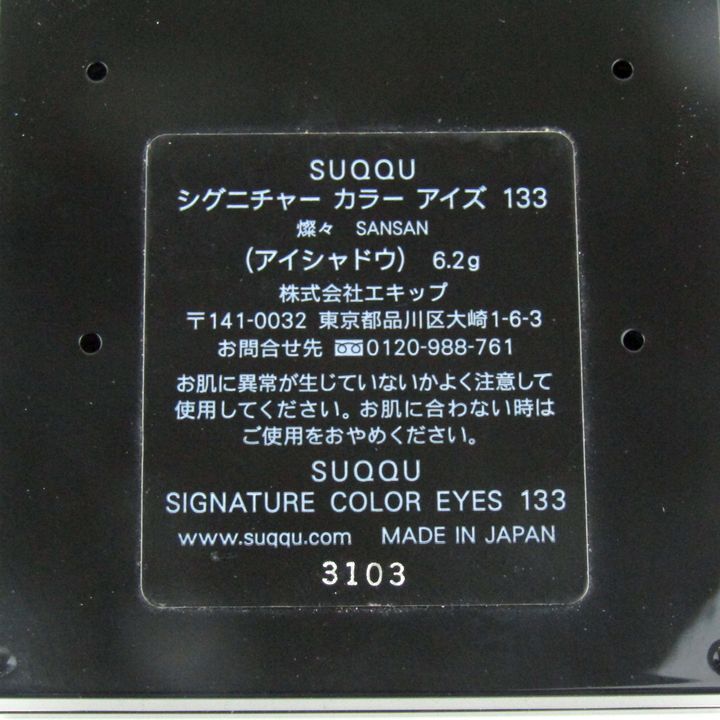 SUQQU
シグニチャー カラー アイズ 133
燦々 SANSAN
(アイシャドウ) 6.2g
株式会社エキップ
〒141-0032 東京都品川区大崎1-6-3
お問合せ先 0120-988-761
お肌に異常が生じていないかよく注意して
使用してください。お肌に合わない時は
ご使用をおやめください。
SUQQU
SIGNATURE COLOR EYES 133
www.suqqu.com MADE IN JAPAN
3103